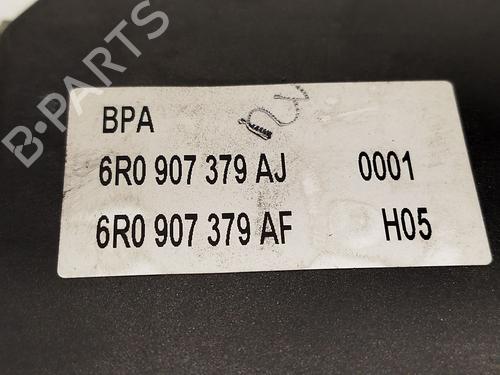 B-PARTS
BPA
6R0 907 379 AJ 0001
6R0 907 379 AF H05